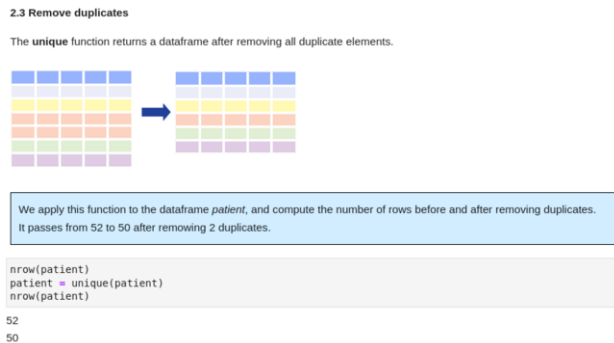 2.3 Remove duplicates
The unique function returns a dataframe after removing all duplicate elements.
We apply this function to the dataframe patient, and compute the number of rows before and after removing duplicates.
It passes from 52 to 50 after remowing 2 duplicates.
nrow(patient)
patient = unique(patient)
nrow(patient)
52
50